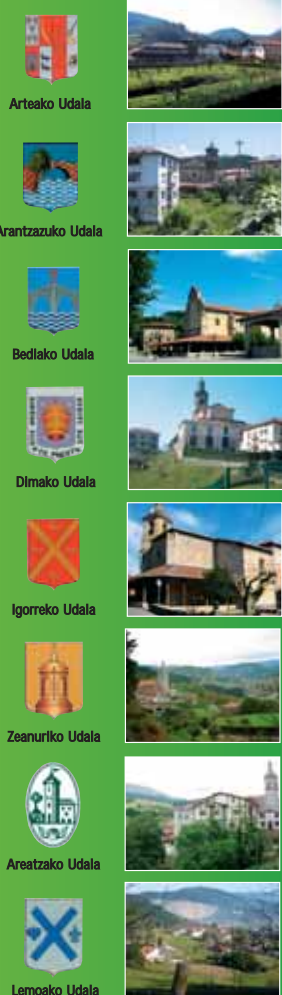 Arteako Udala
Arantzazuko Udala
Bediako Udala
Dimako Udala
Igorreko Udala
Zeanuriko Udala
Areatzako Udala
Lemoako Udala